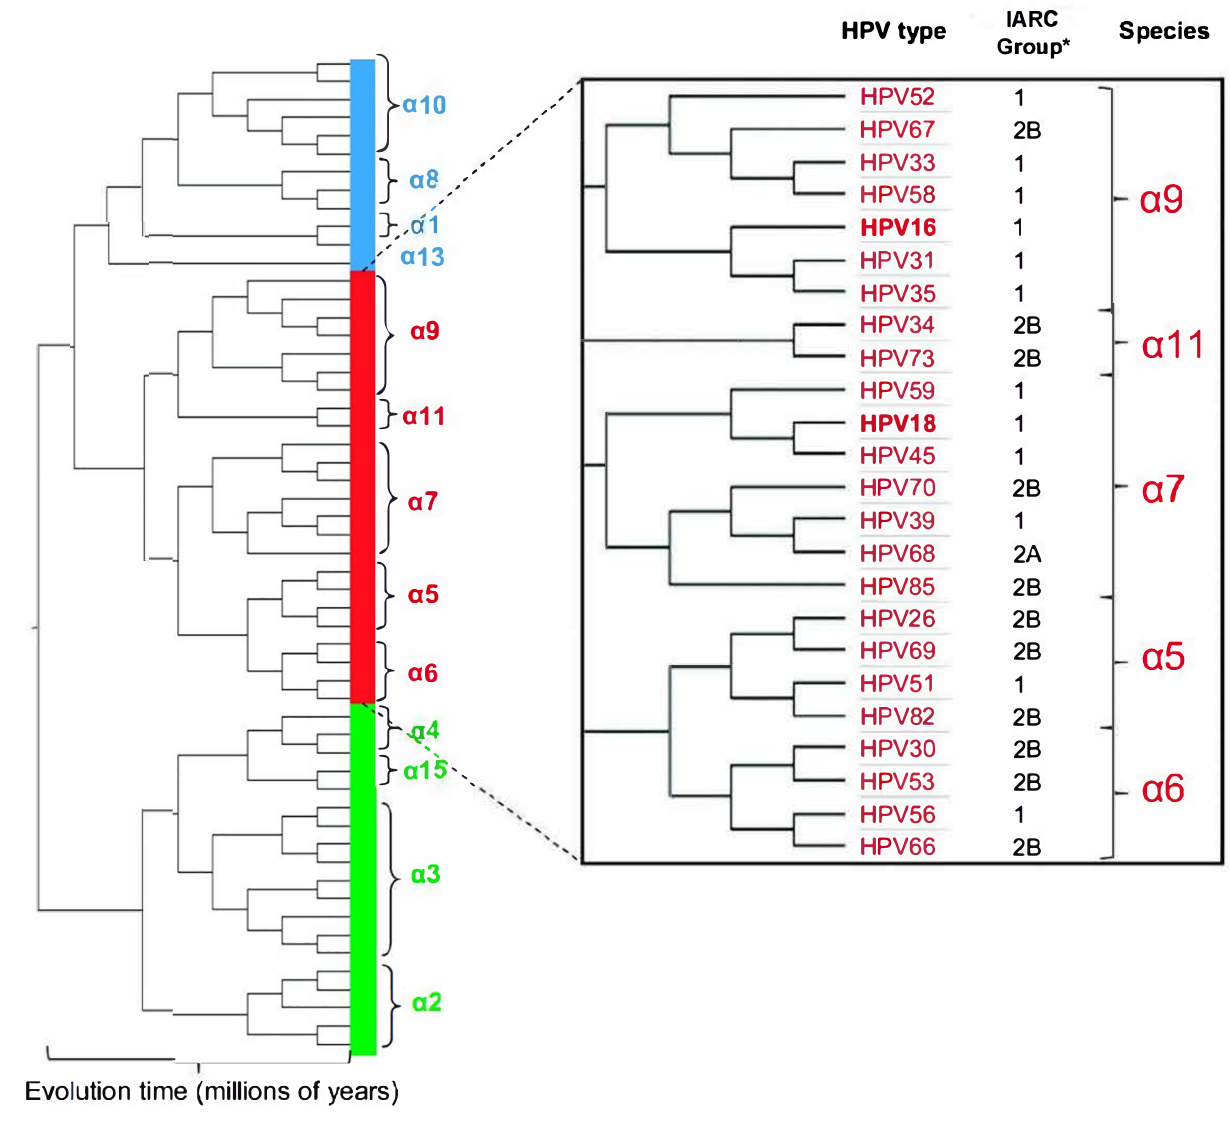 HPV type IARC Group* Species
α10
α8
α1
α13
α9
α11
α7
α5
α6
α4
α15
α3
α2
Evolution time (millions of years)
HPV52 1
HPV67 2B
HPV33 1
HPV58 1
HPV16 1
HPV31 1
HPV35 1
α9
HPV34 2B
HPV73 2B
α11
HPV59 1
HPV18 1
HPV45 1
HPV70 2B
HPV39 1
HPV68 2A
HPV85 2B
α7
HPV26 2B
HPV69 2B
HPV51 1
HPV82 2B
α5
HPV30 2B
HPV53 2B
HPV56 1
HPV66 2B
α6